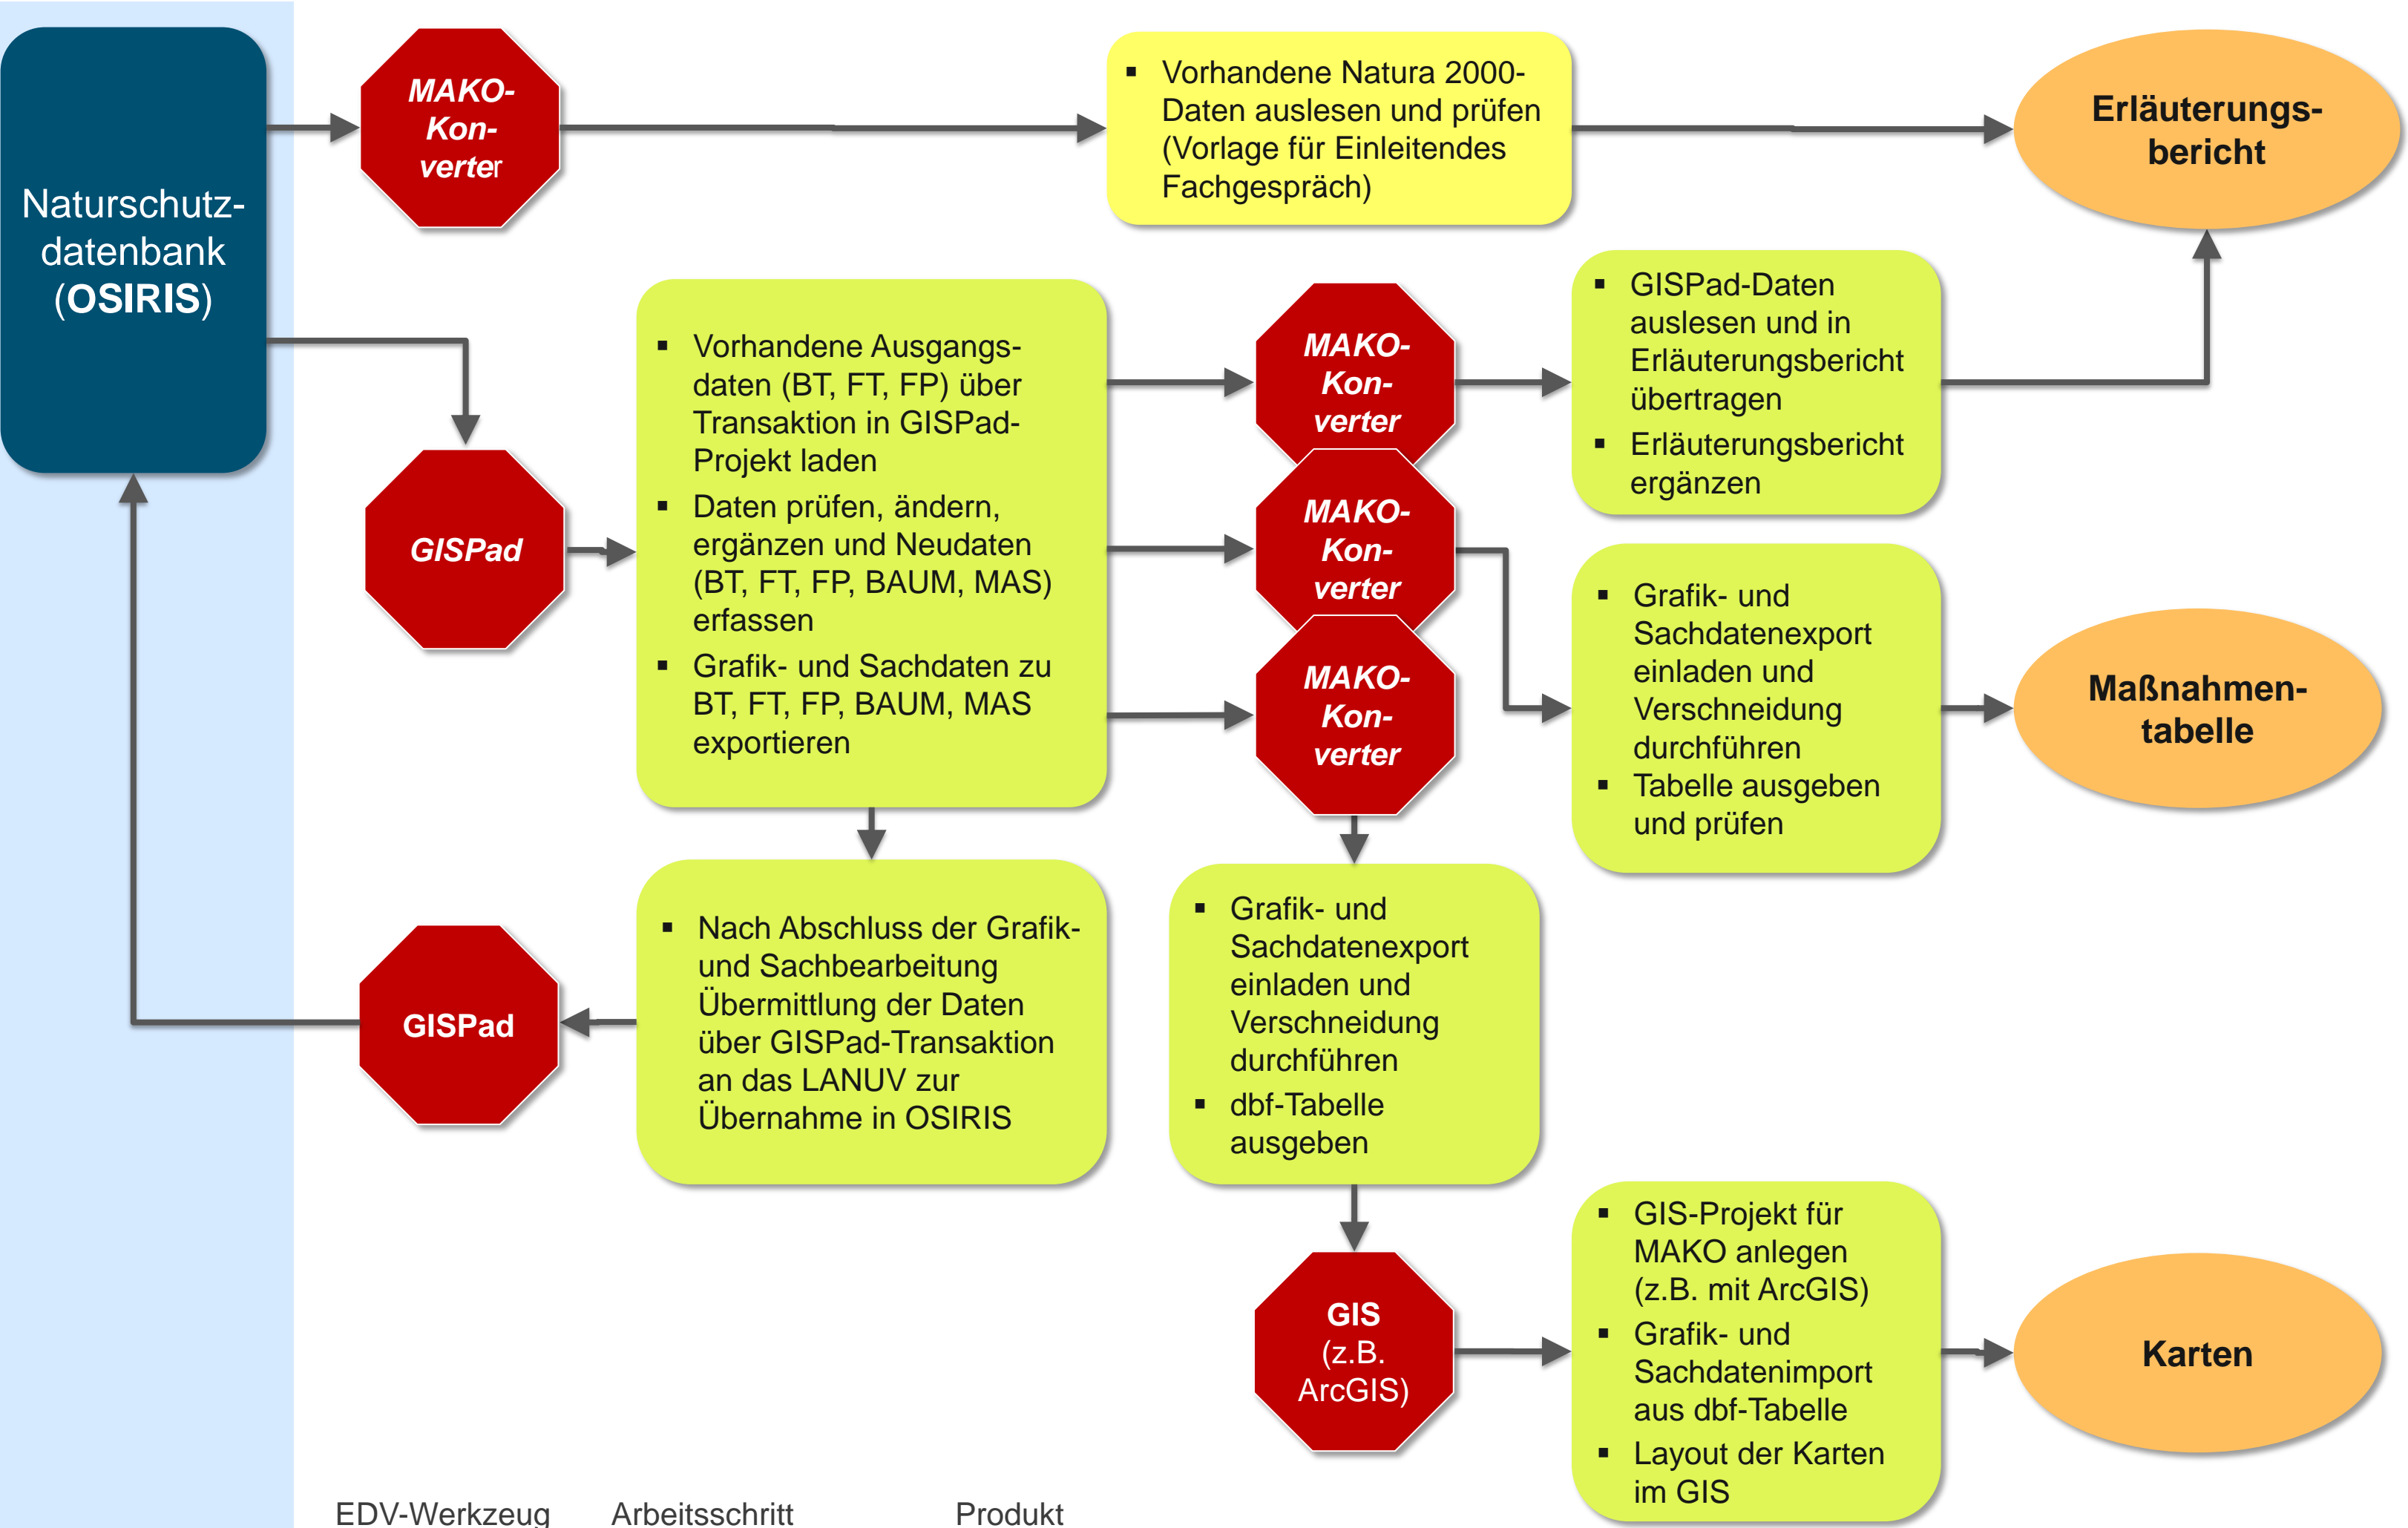 Naturschutz-
datenbank
(OSIRIS)
MAKO-
Kon-
verter
▪ Vorhandene Natura 2000-
Daten auslesen und prüfen
(Vorlage für Einleitendes
Fachgespräch)
Erläuterungs-
bericht
GISPad
▪ Vorhandene Ausgangs-
daten (BT, FT, FP) über
Transaktion in GISPad-
Projekt laden
▪ Daten prüfen, ändern,
ergänzen und Neudaten
(BT, FT, FP, BAUM, MAS)
erfassen
▪ Grafik- und Sachdaten zu
BT, FT, FP, BAUM, MAS
exportieren
MAKO-
Kon-
verter
▪ GISPad-Daten
auslesen und in
Erläuterungsbericht
übertragen
▪ Erläuterungsbericht
ergänzen
MAKO-
Kon-
verter
▪ Grafik- und
Sachdatenexport
einladen und
Verschneidung
durchführen
▪ Tabelle ausgeben
und prüfen
Maßnahmen-
tabelle
MAKO-
Kon-
verter
GISPad
▪ Nach Abschluss der Grafik-
und Sachbearbeitung
Übermittlung der Daten
über GISPad-Transaktion
an das LANUV zur
Übernahme in OSIRIS
▪ Grafik- und
Sachdatenexport
einladen und
Verschneidung
durchführen
▪ dbf-Tabelle
ausgeben
GIS
(z.B.
ArcGIS)
▪ GIS-Projekt für
MAKO anlegen
(z.B. mit ArcGIS)
▪ Grafik- und
Sachdatenimport
aus dbf-Tabelle
▪ Layout der Karten
im GIS
Karten
EDV-Werkzeug Arbeitsschritt Produkt